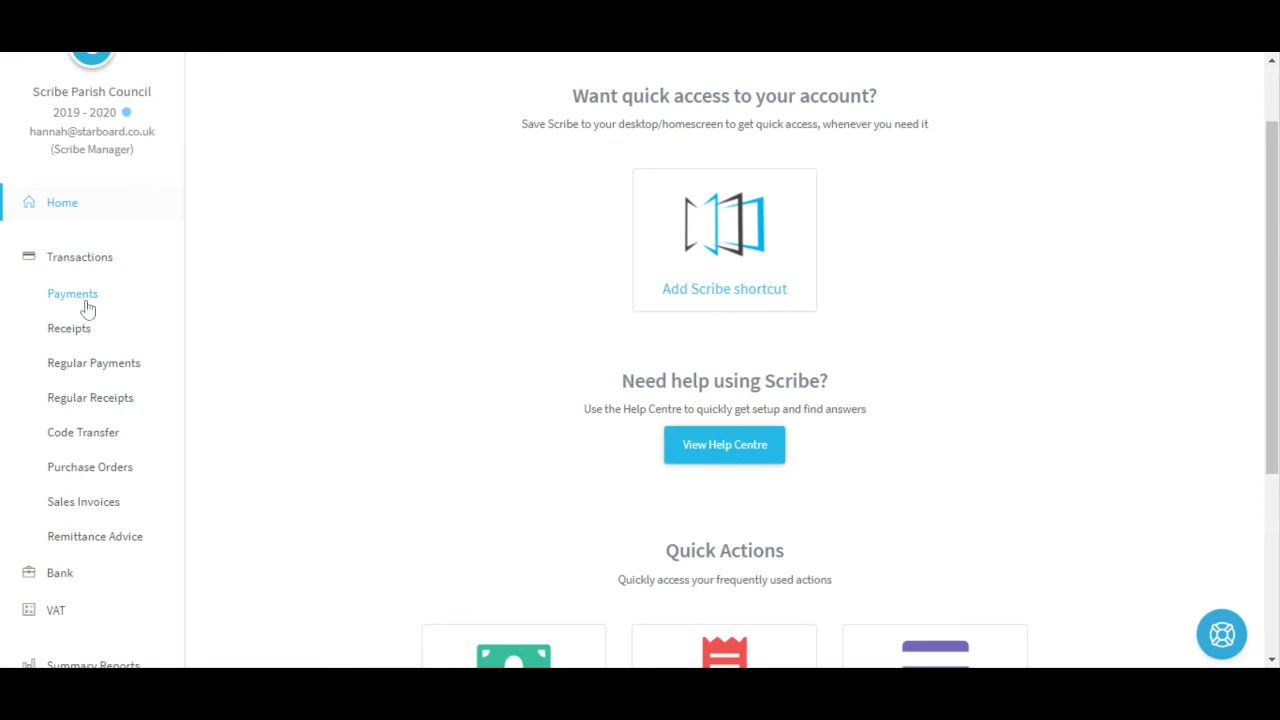 Scribe Parish Council
2019 - 2020
hannah@starboard.co.uk
(Scribe Manager)
Home
Transactions
Payments
Receipts
Regular Payments
Regular Receipts
Code Transfer
Purchase Orders
Sales Invoices
Remittance Advice
Bank
VAT
Summary Reports
Want quick access to your account?
Save Scribe to your desktop/homescreen to get quick access, whenever you need it
Add Scribe shortcut
Need help using Scribe?
Use the Help Centre to quickly get setup and find answers
View Help Centre
Quick Actions
Quickly access your frequently used actions